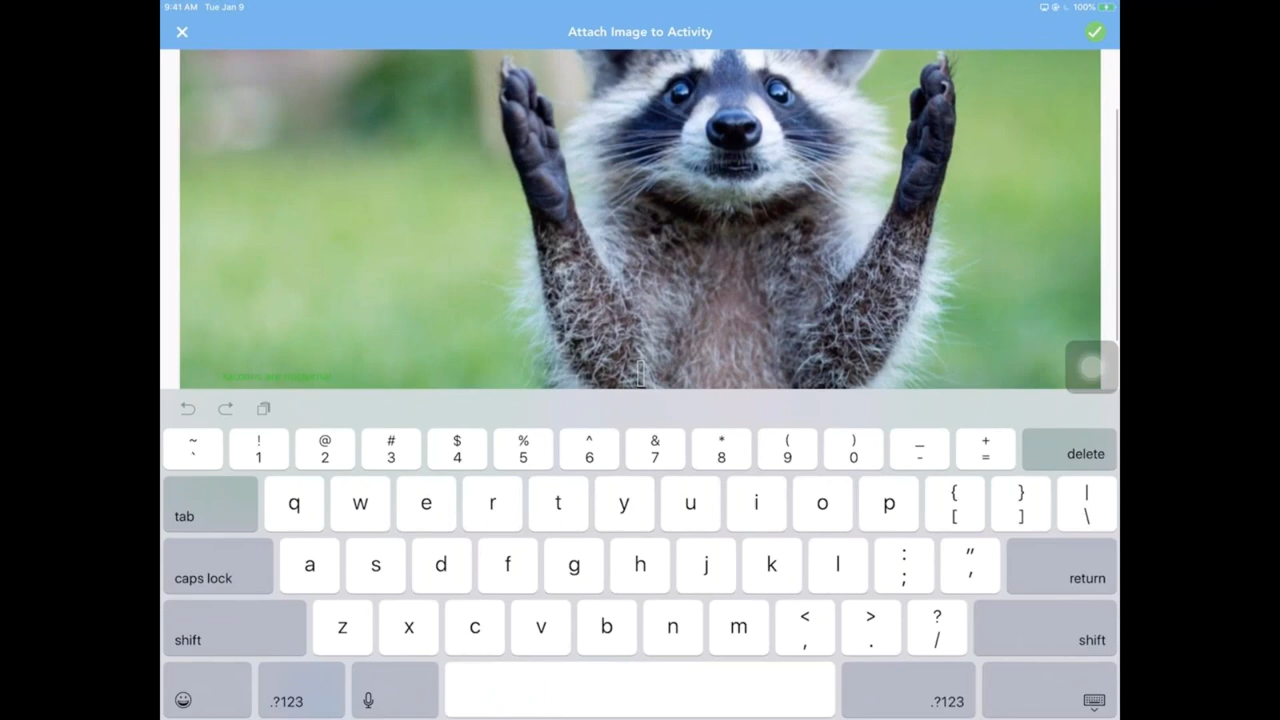 9:41 AM Tue Jan 9
100%
Attach Image to Activity
~ ! @ # $ % ^ & * ( ) _ +
` 1 2 3 4 5 6 7 8 9 0 - = delete
tab q w e r t y u i o p { [ } ] | \
caps lock a s d f g h j k l : ; " ' return
shift z x c v b n m < , > . ? / shift
.?123 .?123